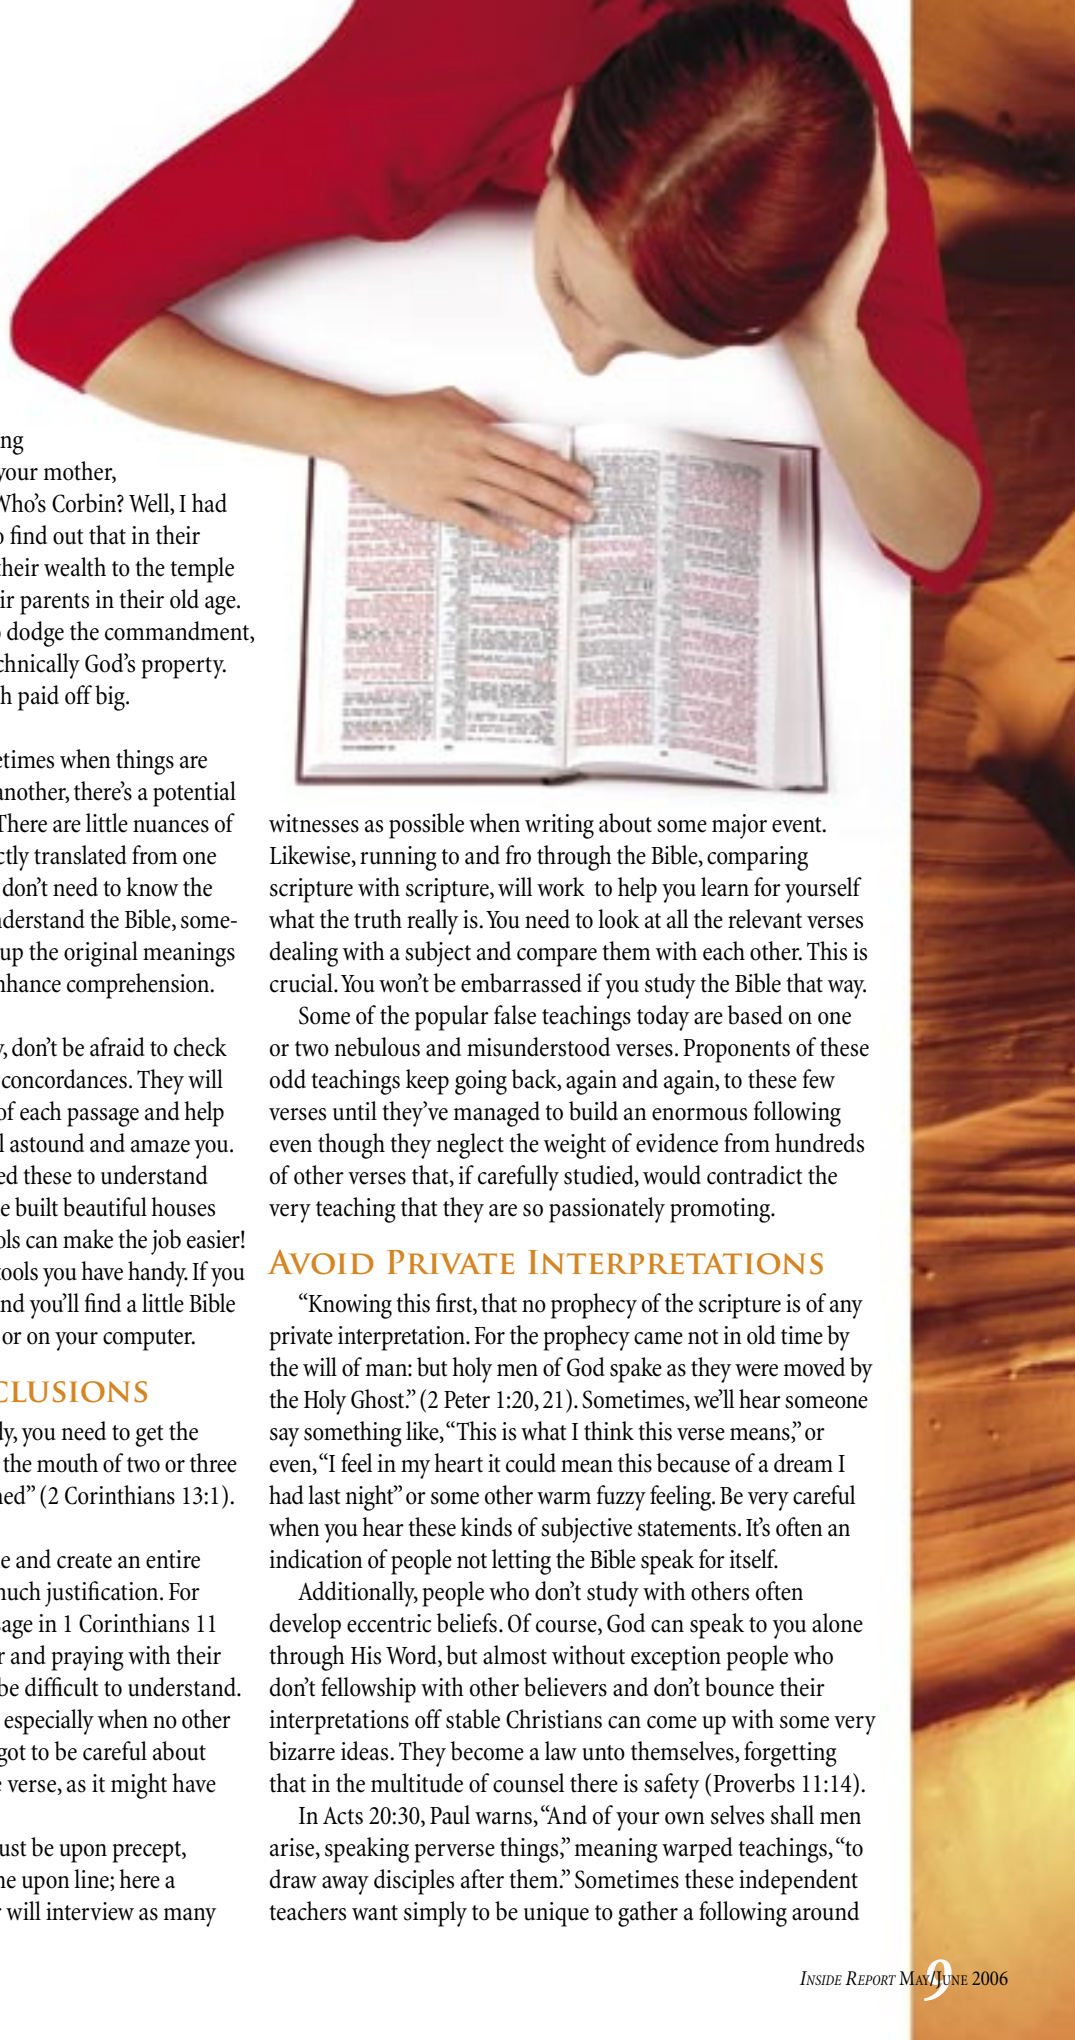 your mother,
Who's Corbin? Well, I had
find out that in their
their wealth to the temple
parents in their old age.
dodge the commandment,
God's property.
paid off big.
when things are
another, there's a potential
There are little nuances of
translated from one
don't need to know the
the Bible, some-
up the original meanings
comprehension.
don't be afraid to check
concordances. They will
of each passage and help
astound and amaze you.
these to understand
built beautiful houses
can make the job easier!
tools you have handy. If you
you'll find a little Bible
or on your computer.
CLUSIONS
you need to get the
the mouth of two or three
(2 Corinthians 13:1).
and create an entire
justification. For
in 1 Corinthians 11
and praying with their
be difficult to understand.
especially when no other
got to be careful about
verse, as it might have
be upon precept,
upon line; here a
will interview as many
witnesses as possible when writing about some major event.
Likewise, running to and fro through the Bible, comparing
scripture with scripture, will work to help you learn for yourself
what the truth really is. You need to look at all the relevant verses
dealing with a subject and compare them with each other. This is
crucial. You won't be embarrassed if you study the Bible that way.
Some of the popular false teachings today are based on one
or two nebulous and misunderstood verses. Proponents of these
odd teachings keep going back, again and again, to these few
verses until they've managed to build an enormous following
even though they neglect the weight of evidence from hundreds
of other verses that, if carefully studied, would contradict the
very teaching that they are so passionately promoting.
AVOID PRIVATE INTERPRETATIONS
“Knowing this first, that no prophecy of the scripture is of any
private interpretation. For the prophecy came not in old time by
the will of man: but holy men of God spake as they were moved by
the Holy Ghost.” (2 Peter 1:20, 21). Sometimes, we'll hear someone
say something like, “This is what I think this verse means,” or
even, “I feel in my heart it could mean this because of a dream I
had last night” or some other warm fuzzy feeling. Be very careful
when you hear these kinds of subjective statements. It's often an
indication of people not letting the Bible speak for itself.
Additionally, people who don't study with others often
develop eccentric beliefs. Of course, God can speak to you alone
through His Word, but almost without exception people who
don't fellowship with other believers and don't bounce their
interpretations off stable Christians can come up with some very
bizarre ideas. They become a law unto themselves, forgetting
that in the multitude of counsel there is safety (Proverbs 11:14).
In Acts 20:30, Paul warns, “And of your own selves shall men
arise, speaking perverse things,” meaning warped teachings, “to
draw away disciples after them.” Sometimes these independent
teachers want simply to be unique to gather a following around
INSIDE REPORT MAY/JUNE 2006
9